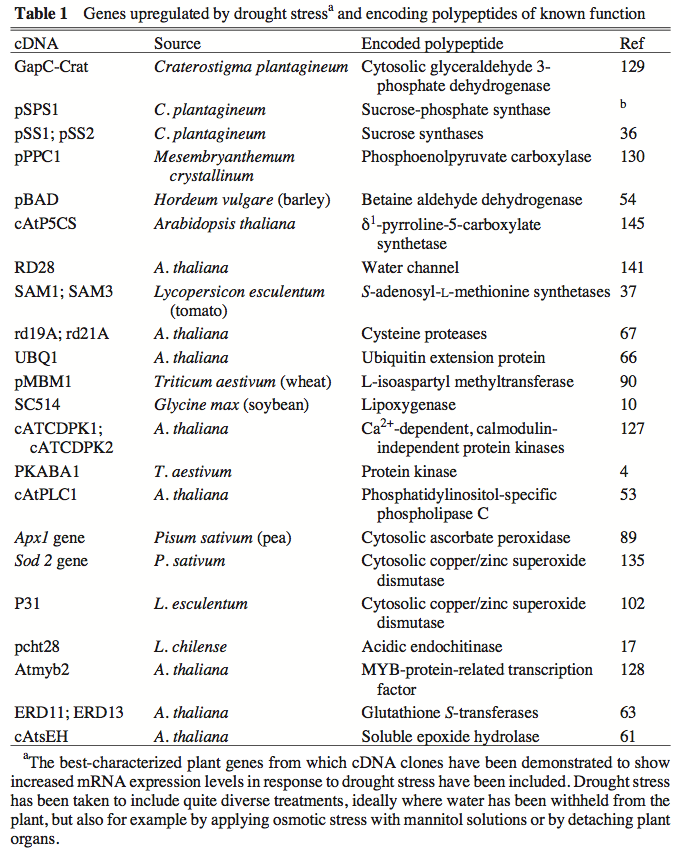 Table 1 Genes upregulated by drought stressᵃ and encoding polypeptides of known function
cDNA Source Encoded polypeptide Ref
GapC-Crat Craterostigma plantagineum Cytosolic glyceraldehyde 3- 129
phosphate dehydrogenase
pSPS1 C. plantagineum Sucrose-phosphate synthase ᵇ
pSS1; pSS2 C. plantagineum Sucrose synthases 36
pPPC1 Mesembryanthemum Phosphoenolpyruvate carboxylase 130
crystallinum
pBAD Hordeum vulgare (barley) Betaine aldehyde dehydrogenase 54
cAtP5CS Arabidopsis thaliana δ¹-pyrroline-5-carboxylate 145
synthetase
RD28 A. thaliana Water channel 141
SAM1; SAM3 Lycopersicon esculentum S-adenosyl-L-methionine synthetases 37
(tomato)
rd19A; rd21A A. thaliana Cysteine proteases 67
UBQ1 A. thaliana Ubiquitin extension protein 66
pMBM1 Triticum aestivum (wheat) L-isoaspartyl methyltransferase 90
SC514 Glycine max (soybean) Lipoxygenase 10
cATCDPK1; A. thaliana Ca²⁺-dependent, calmodulin- 127
cATCDPK2 independent protein kinases
PKABA1 T. aestivum Protein kinase 4
cAtPLC1 A. thaliana Phosphatidylinositol-specific 53
phospholipase C
Apx1 gene Pisum sativum (pea) Cytosolic ascorbate peroxidase 89
Sod 2 gene P. sativum Cytosolic copper/zinc superoxide 135
dismutase
P31 L. esculentum Cytosolic copper/zinc superoxide 102
dismutase
pcht28 L. chilense Acidic endochitinase 17
Atmyb2 A. thaliana MYB-protein-related transcription 128
factor
ERD11; ERD13 A. thaliana Glutathione S-transferases 63
cAtsEH A. thaliana Soluble epoxide hydrolase 61
ᵃThe best-characterized plant genes from which cDNA clones have been demonstrated to show
increased mRNA expression levels in response to drought stress have been included. Drought stress
has been taken to include quite diverse treatments, ideally where water has been withheld from the
plant, but also for example by applying osmotic stress with mannitol solutions or by detaching plant
organs.